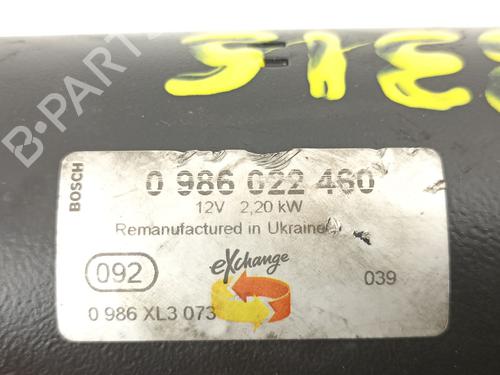 B-PARTS
BOSCH
0 986 022 460
12V 2,20 kW
Remanufactured in Ukraine
092
eXchange
039
0 986 XL3 073